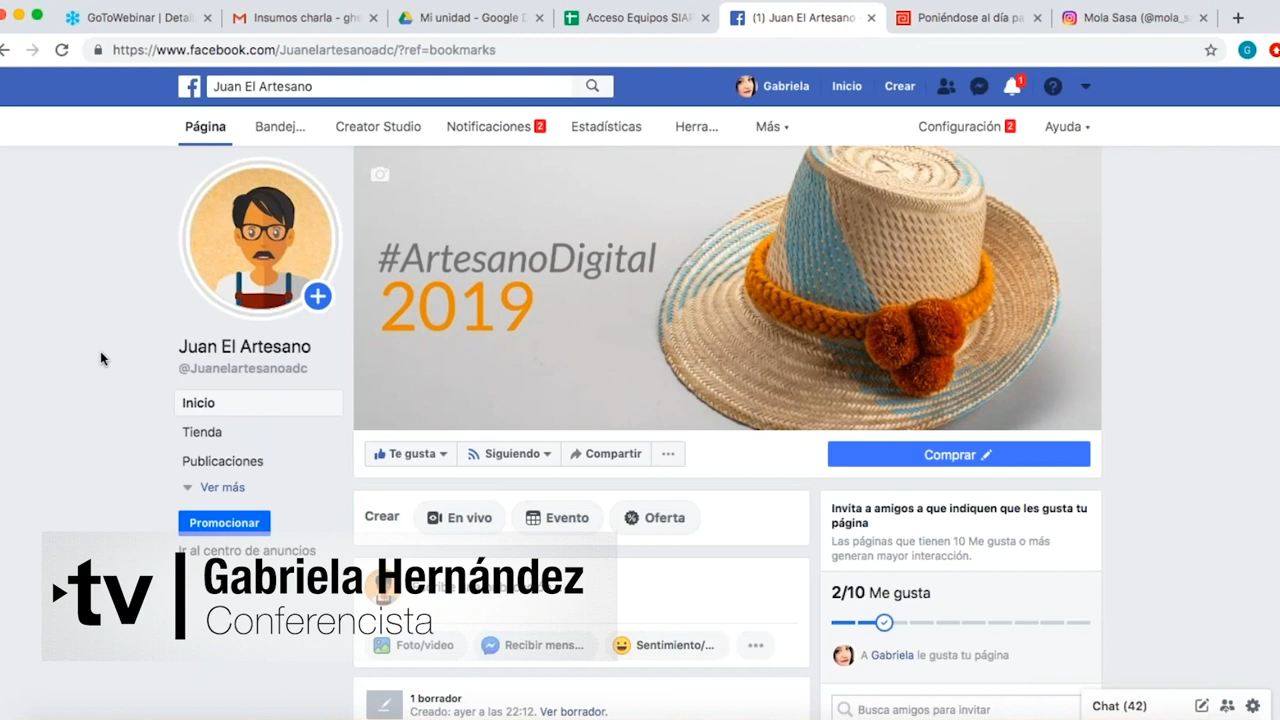 GoToWebinar | Detal
Insumos charla - ghe
Mi unidad - Google D
Acceso Equipos SIAR
(1) Juan El Artesano -
Poniéndose al día pa
Mola Sasa (@mola_s
https://www.facebook.com/Juanelartesanoadc/?ref=bookmarks
G
Juan El Artesano
Gabriela
Inicio
Crear
1
Página
Bandej...
Creator Studio
Notificaciones 2
Estadísticas
Herra...
Más
Configuración 2
Ayuda
#ArtesanoDigital
2019
Juan El Artesano
@Juanelartesanoadc
Inicio
Tienda
Publicaciones
Ver más
Promocionar
Ir al centro de anuncios
Te gusta
Siguiendo
Compartir
Comprar
Crear
En vivo
Evento
Oferta
Invita a amigos a que indiquen que les gusta tu
página
Las páginas que tienen 10 Me gusta o más
generan mayor interacción.
2/10 Me gusta
A Gabriela le gusta tu página
Busca amigos para invitar
tv
Gabriela Hernández
Conferencista
Foto/video
Recibir mens...
Sentimiento/...
1 borrador
Creado: ayer a las 22:12. Ver borrador.
Chat (42)